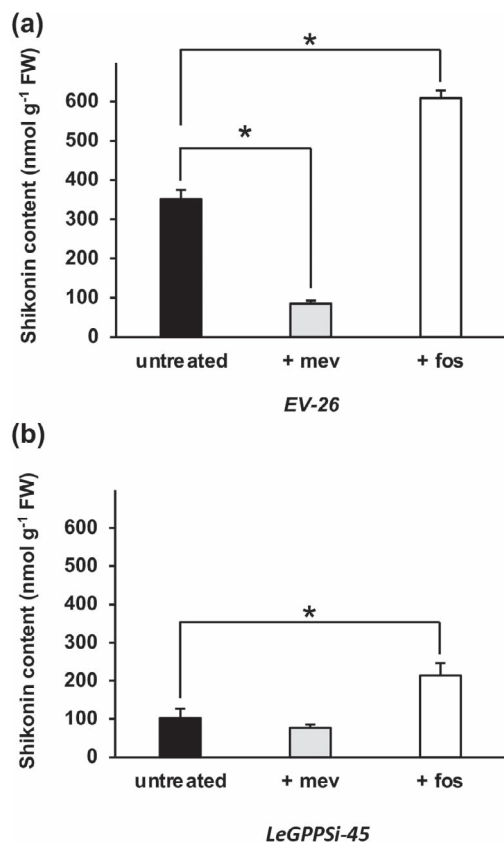 (a)
Shikonin content (nmol g⁻¹ FW)
600
500
400
300
200
100
0
*
*
untreated + mev + fos
EV-26
(b)
Shikonin content (nmol g⁻¹ FW)
600
500
400
300
200
100
0
*
untreated + mev + fos
LeGPPSi-45